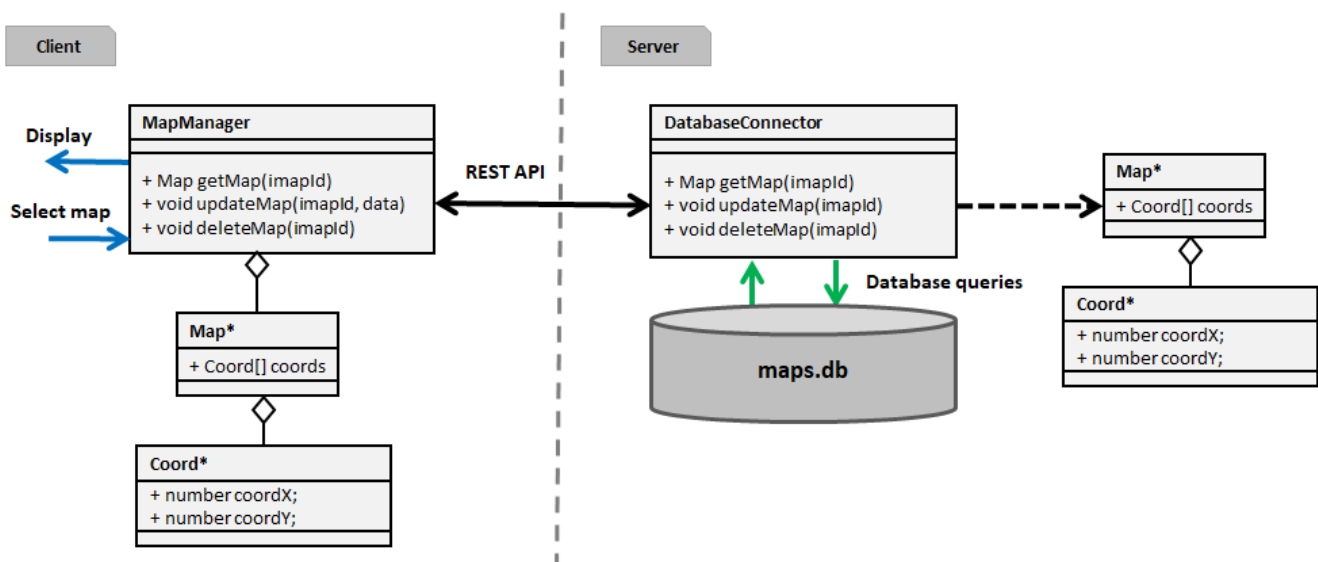 Client
Server
Display
Select map
MapManager
+ Map getMap(imapId)
+ void updateMap(imapId, data)
+ void deleteMap(imapId)
Map*
+ Coord[] coords
Coord*
+ number coordX;
+ number coordY;
REST API
DatabaseConnector
+ Map getMap(imapId)
+ void updateMap(imapId)
+ void deleteMap(imapId)
Database queries
maps.db
Map*
+ Coord[] coords
Coord*
+ number coordX;
+ number coordY;